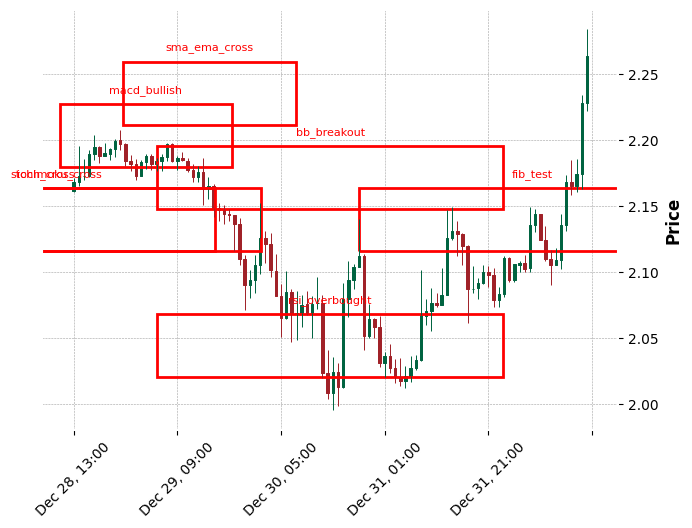 sma_ema_cross
macd_bullish
bb_breakout
fib_test
rsi_overbought
2.25
2.20
2.15
2.10
2.05
2.00
Price
Dec 28, 13:00
Dec 29, 09:00
Dec 30, 05:00
Dec 31, 01:00
Dec 31, 21:00